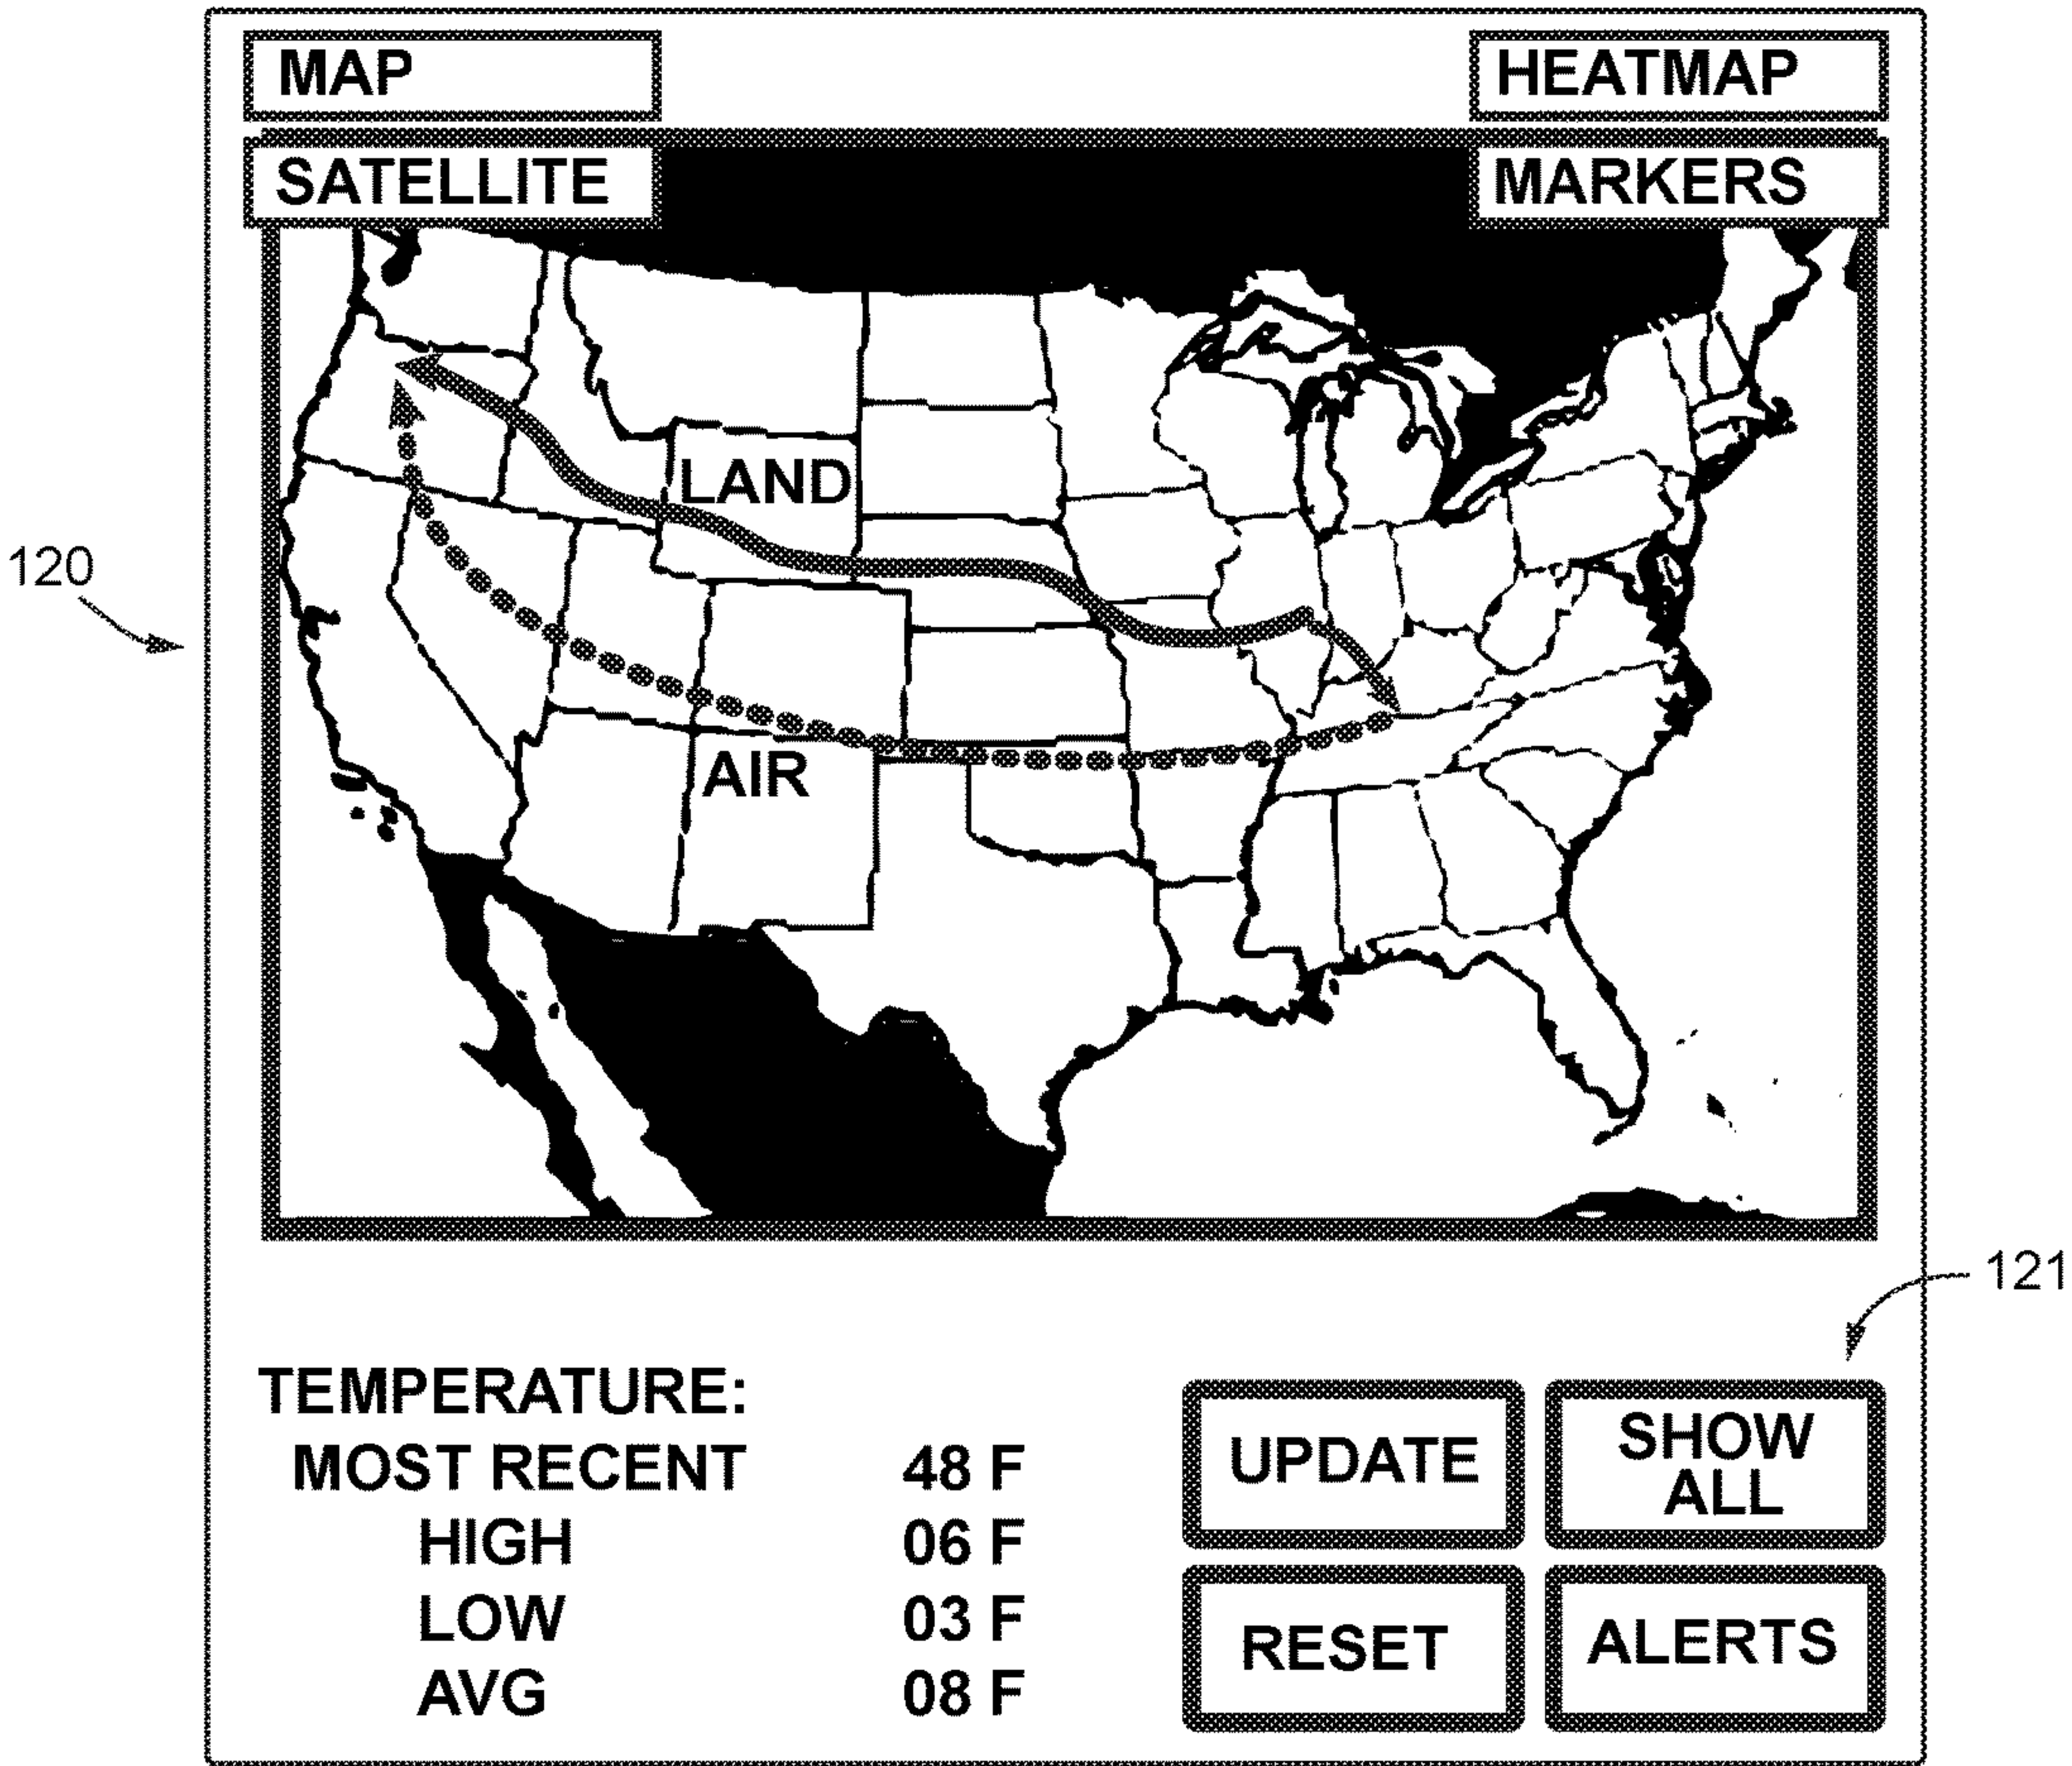 MAP
HEATMAP
SATELLITE
MARKERS
LAND
120
AIR
121
TEMPERATURE:
MOST RECENT 48 F
HIGH 06 F
LOW 03 F
AVG 08 F
UPDATE
SHOW
ALL
RESET
ALERTS